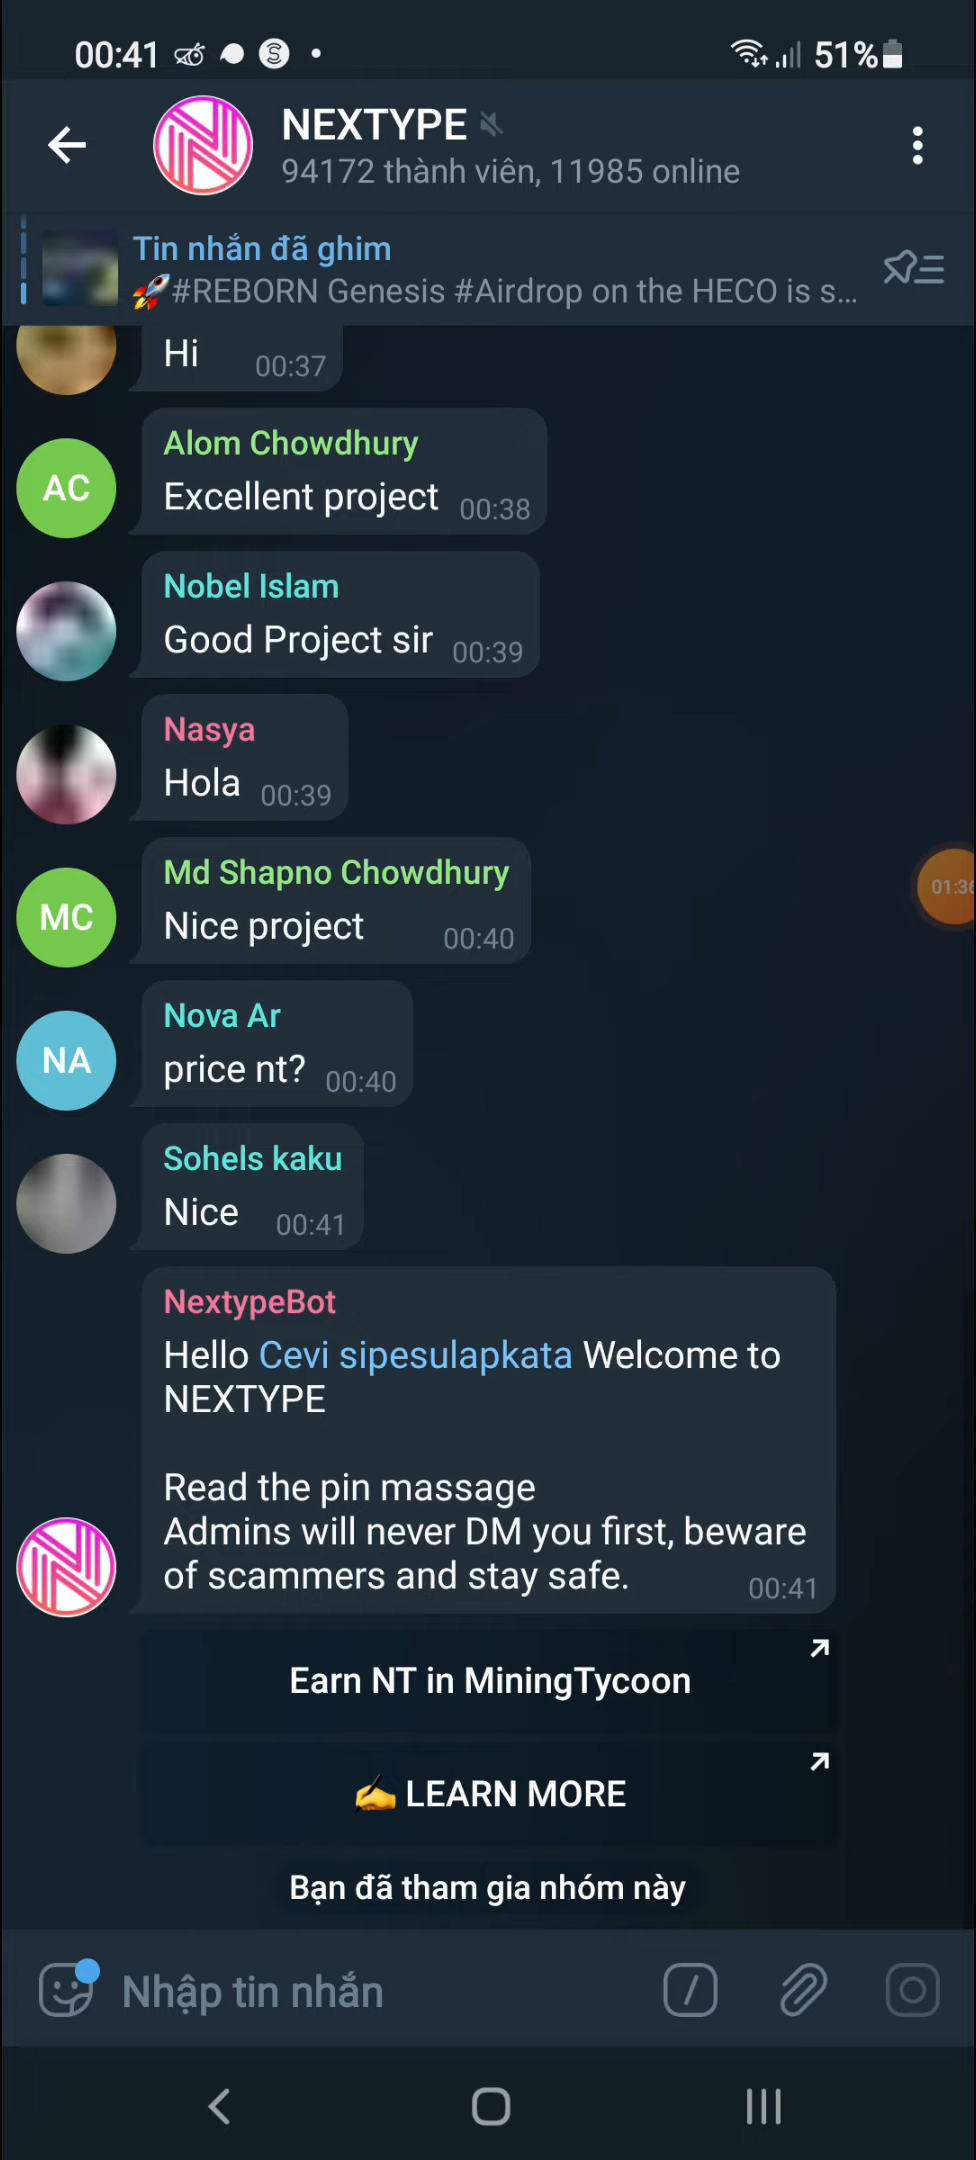 00:41
51%
NEXTYPE
94172 thành viên, 11985 online
Tin nhắn đã ghim
🚀#REBORN Genesis #Airdrop on the HECO is s...
Hi 00:37
AC
Alom Chowdhury
Excellent project 00:38
Nobel Islam
Good Project sir 00:39
Nasya
Hola 00:39
MC
Md Shapno Chowdhury
Nice project 00:40
01:36
NA
Nova Ar
price nt? 00:40
Sohels kaku
Nice 00:41
NextypeBot
Hello Cevi sipesulapkata Welcome to
NEXTYPE
Read the pin massage
Admins will never DM you first, beware
of scammers and stay safe. 00:41
Earn NT in MiningTycoon
✍️ LEARN MORE
Bạn đã tham gia nhóm này
Nhập tin nhắn